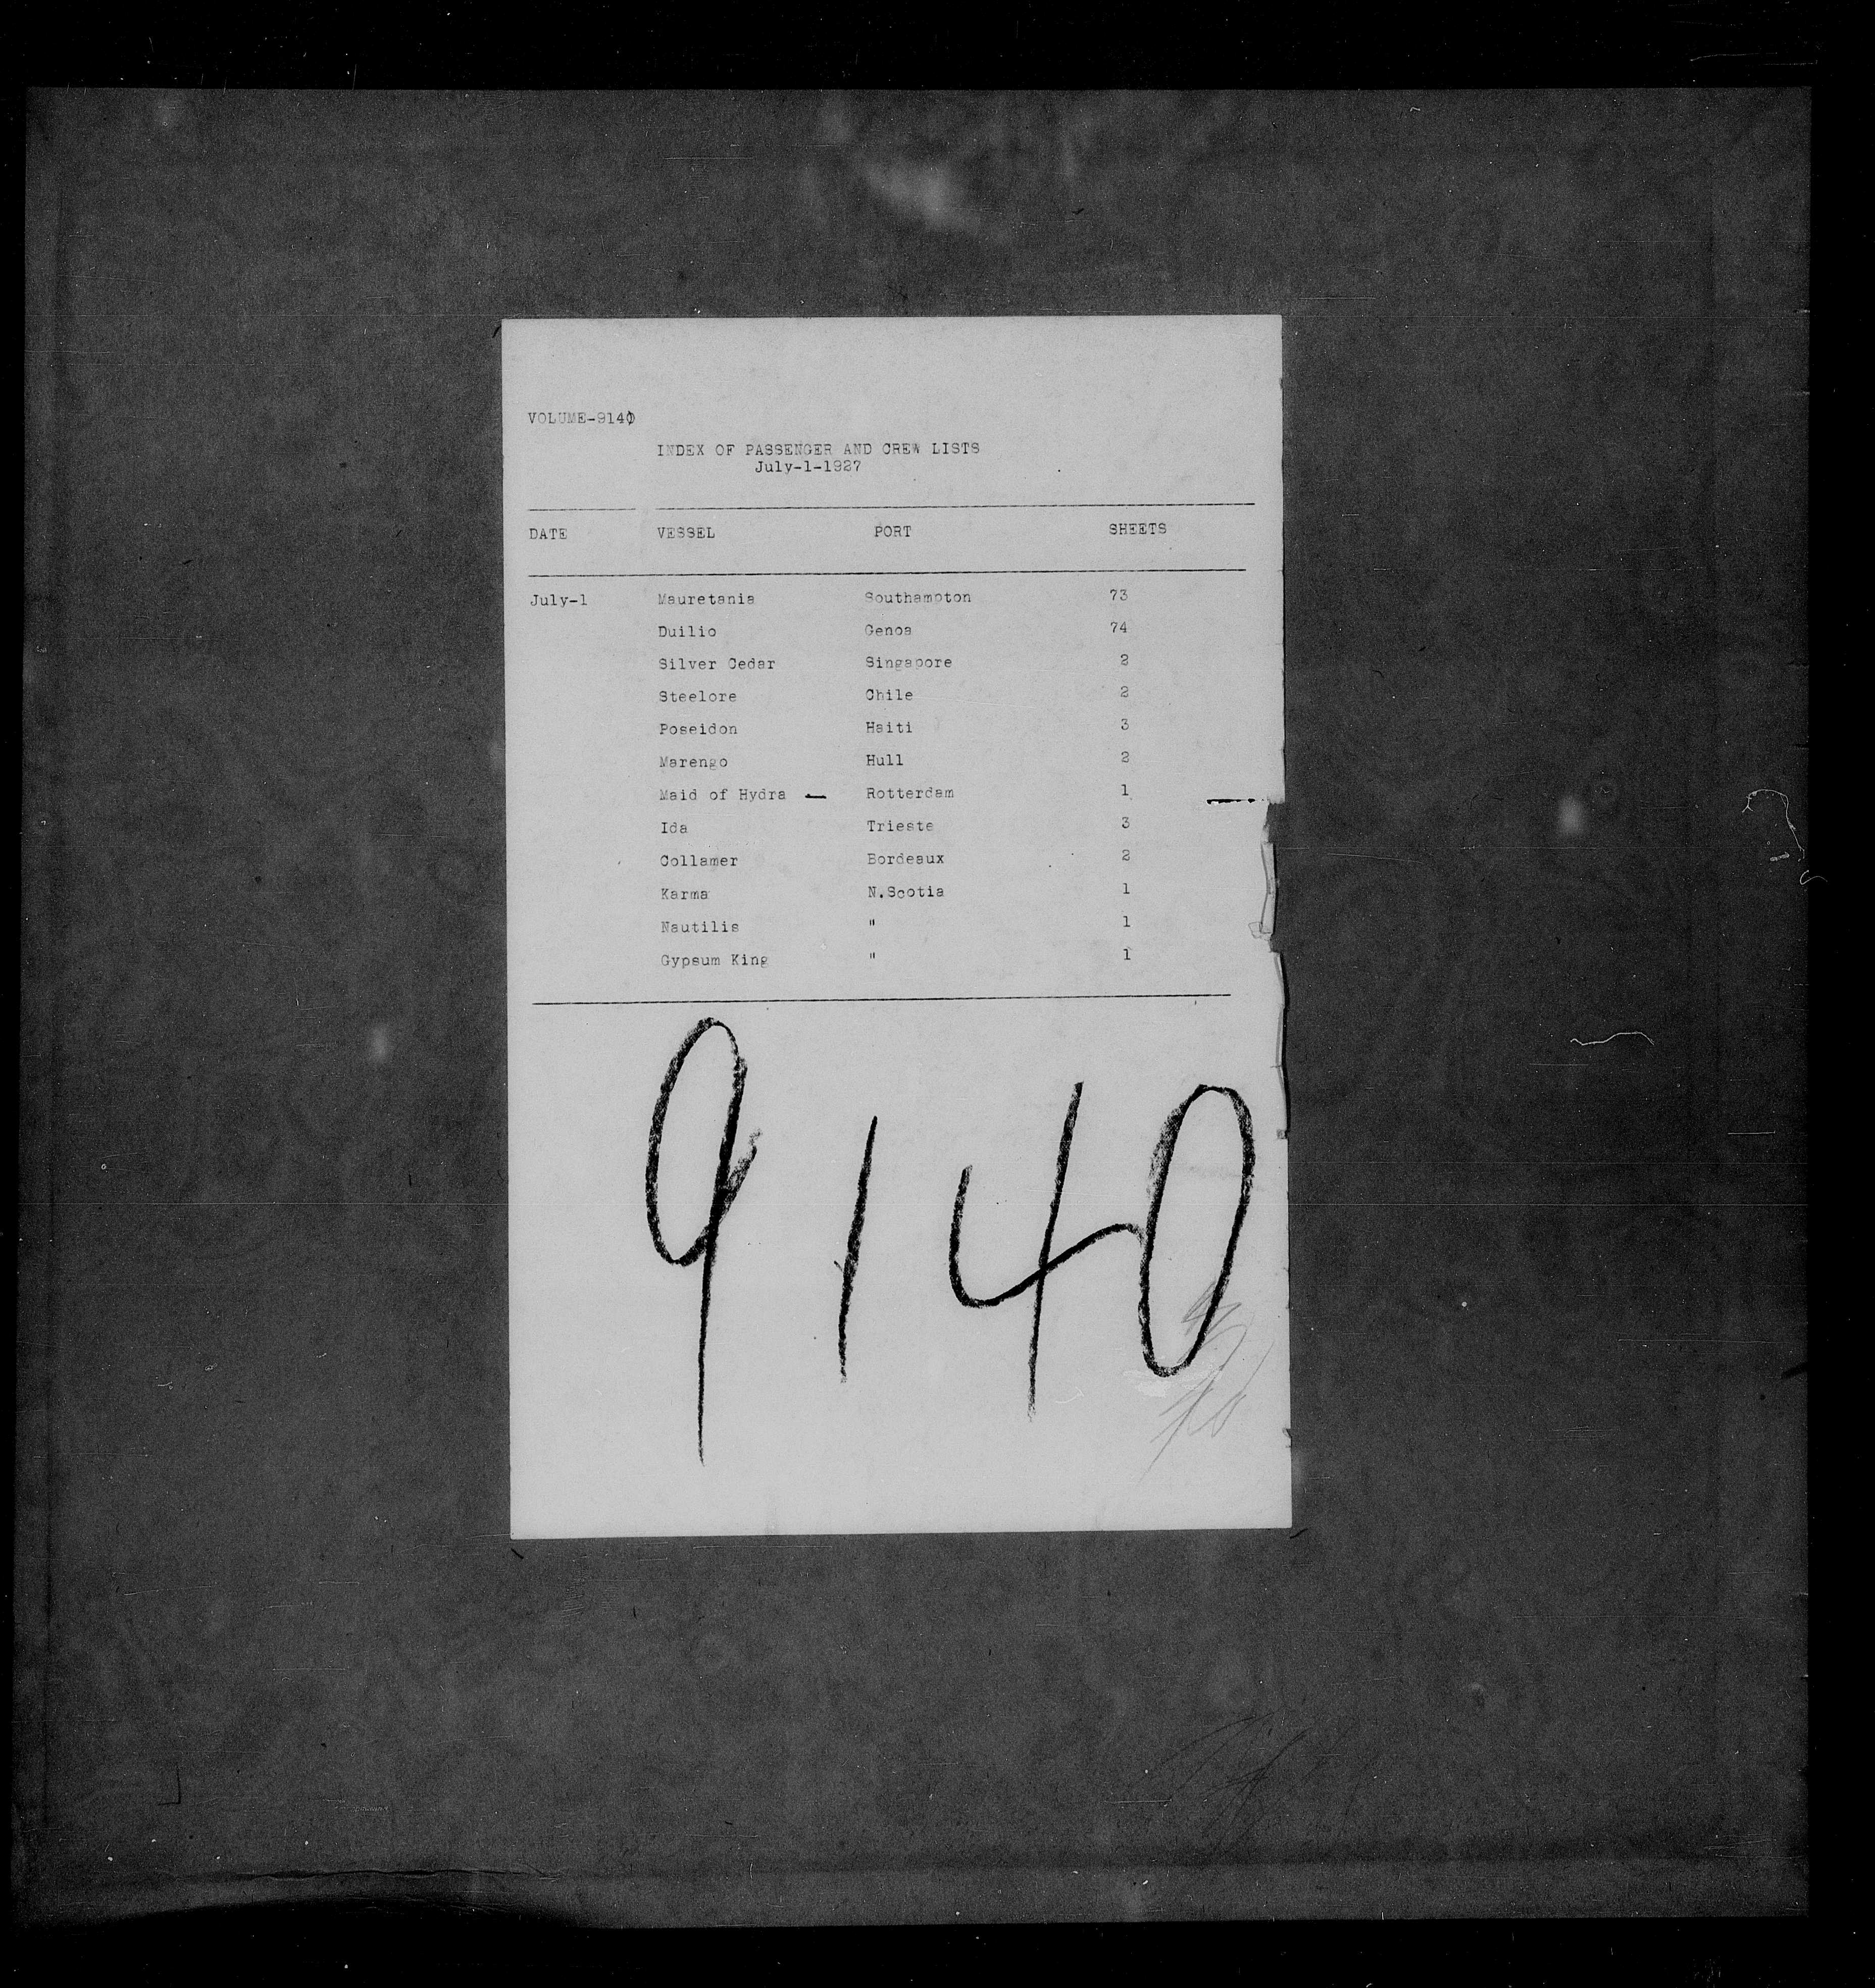 VOLUME-9140
INDEX OF PASSENGER AND CREW LISTS
July-1-1927
DATE VESSEL PORT SHEETS
July-1 Mauretania Southampton 73
Duilio Genoa 74
Silver Cedar Singapore 2
Steelore Chile 2
Poseidon Haiti 3
Marengo Hull 2
Maid of Hydra — Rotterdam 1
Ida Trieste 3
Collamer Bordeaux 2
Karma N.Scotia 1
Nautilis " 1
Gypsum King " 1
9140